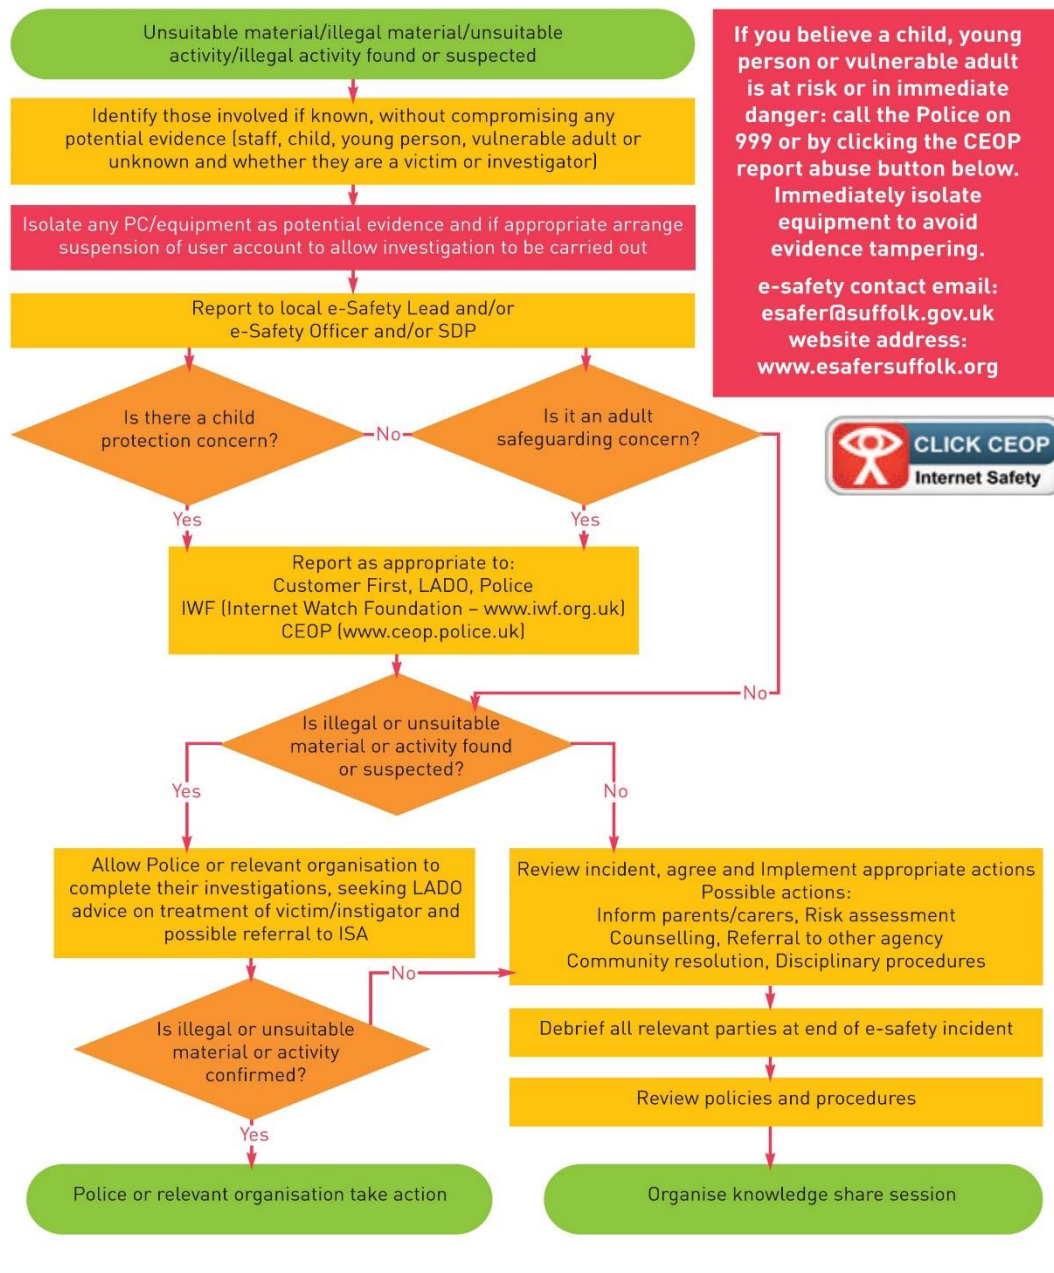 Unsuitable material/illegal material/unsuitable
activity/illegal activity found or suspected
Identify those involved if known, without compromising any
potential evidence (staff, child, young person, vulnerable adult or
unknown and whether they are a victim or investigator)
Isolate any PC/equipment as potential evidence and if appropriate arrange
suspension of user account to allow investigation to be carried out
Report to local e-Safety Lead and/or
e-Safety Officer and/or SDP
If you believe a child, young
person or vulnerable adult
is at risk or in immediate
danger: call the Police on
999 or by clicking the CEOP
report abuse button below.
Immediately isolate
equipment to avoid
evidence tampering.
e-safety contact email:
esafer@suffolk.gov.uk
website address:
www.esafersuffolk.org
CLICK CEOP
Internet Safety
Is there a child
protection concern?
No
Is it an adult
safeguarding concern?
Yes
Yes
Report as appropriate to:
Customer First, LADO, Police
IWF (Internet Watch Foundation – www.iwf.org.uk)
CEOP (www.ceop.police.uk)
No
Is illegal or unsuitable
material or activity found
or suspected?
Yes
No
Allow Police or relevant organisation to
complete their investigations, seeking LADO
advice on treatment of victim/instigator and
possible referral to ISA
Review incident, agree and Implement appropriate actions
Possible actions:
Inform parents/carers, Risk assessment
Counselling, Referral to other agency
Community resolution, Disciplinary procedures
No
Is illegal or unsuitable
material or activity
confirmed?
Debrief all relevant parties at end of e-safety incident
Review policies and procedures
Yes
Police or relevant organisation take action
Organise knowledge share session